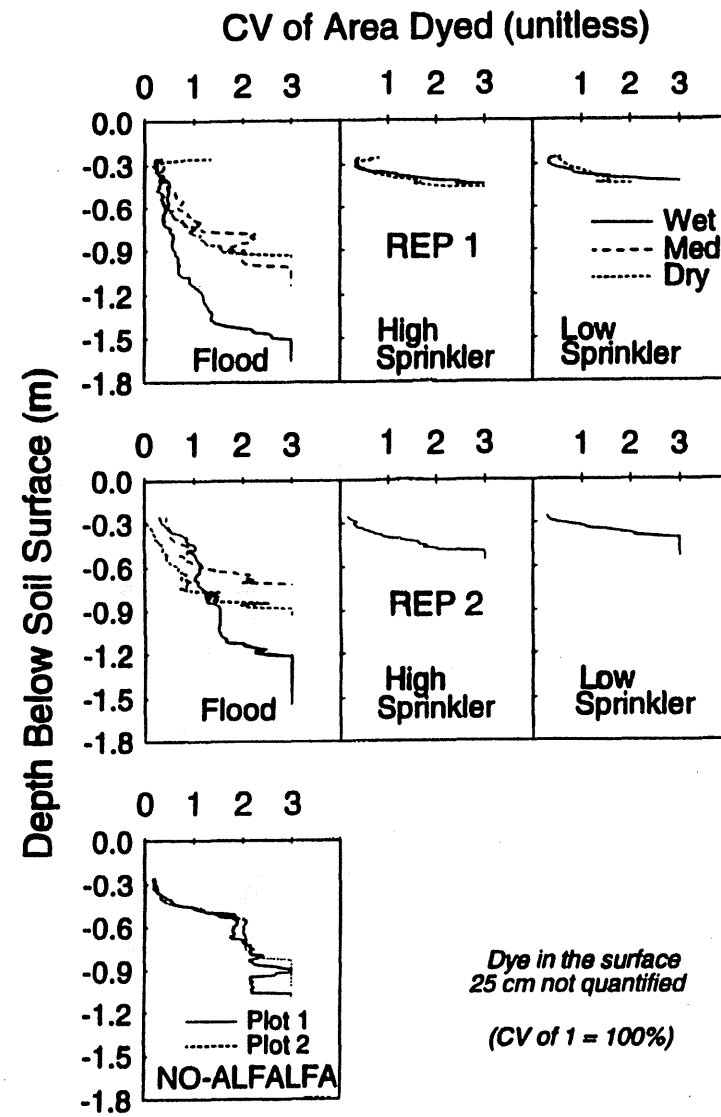 CV of Area Dyed (unitless)
0 1 2 3 1 2 3 1 2 3
0.0
-0.3
-0.6
-0.9
-1.2
-1.5
-1.8
Wet
Med
Dry
REP 1
Flood
High
Sprinkler
Low
Sprinkler
Depth Below Soil Surface (m)
0 1 2 3 1 2 3 1 2 3
0.0
-0.3
-0.6
-0.9
-1.2
-1.5
-1.8
REP 2
Flood
High
Sprinkler
Low
Sprinkler
0 1 2 3
0.0
-0.3
-0.6
-0.9
-1.2
-1.5
-1.8
Plot 1
Plot 2
NO-ALFALFA
Dye in the surface
25 cm not quantified
(CV of 1 = 100%)